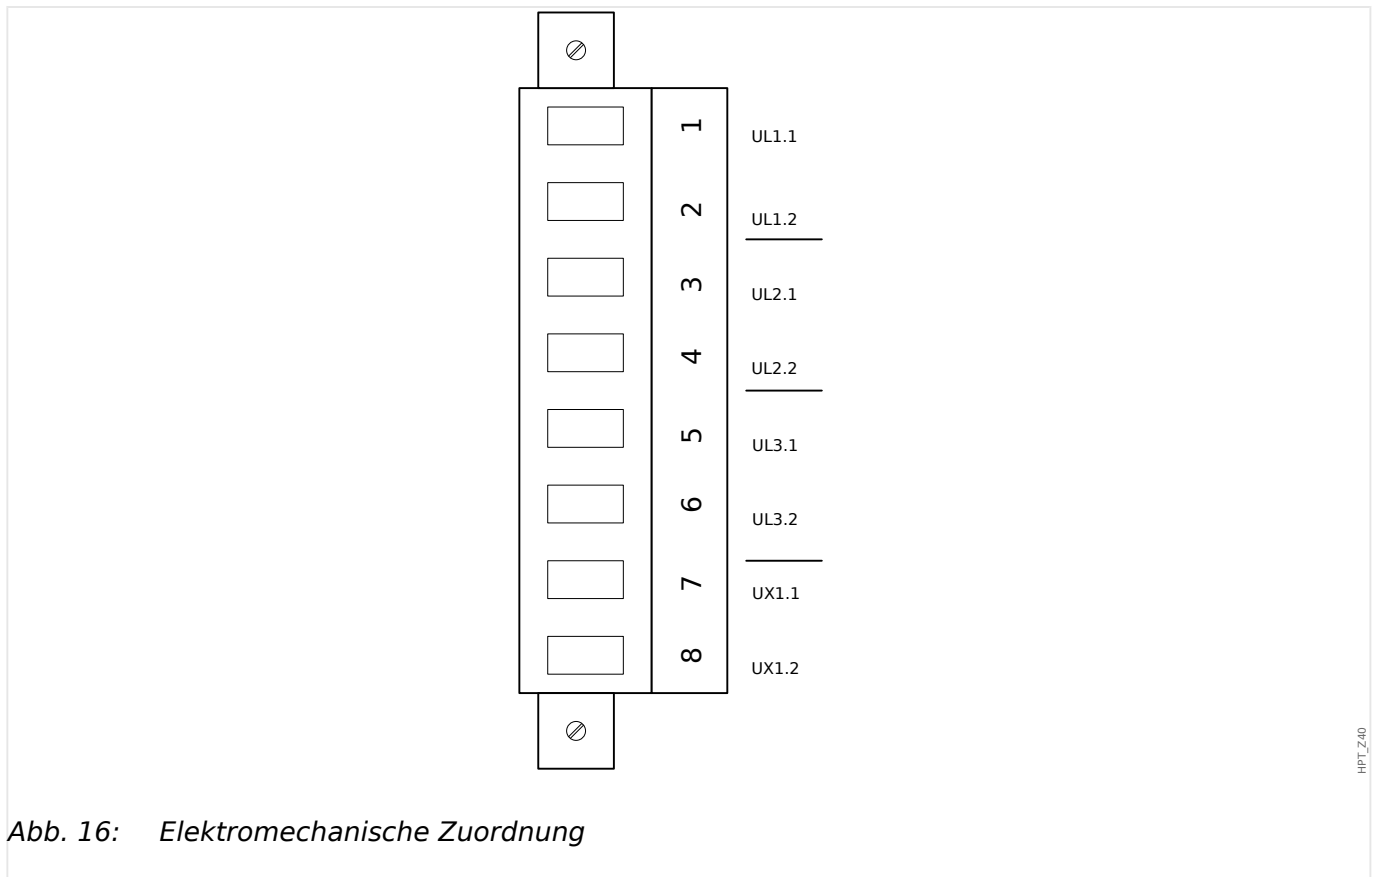 1 UL1.1
2 UL1.2
3 UL2.1
4 UL2.2
5 UL3.1
6 UL3.2
7 UX1.1
8 UX1.2
HPT_Z40
Abb. 16: Elektromechanische Zuordnung